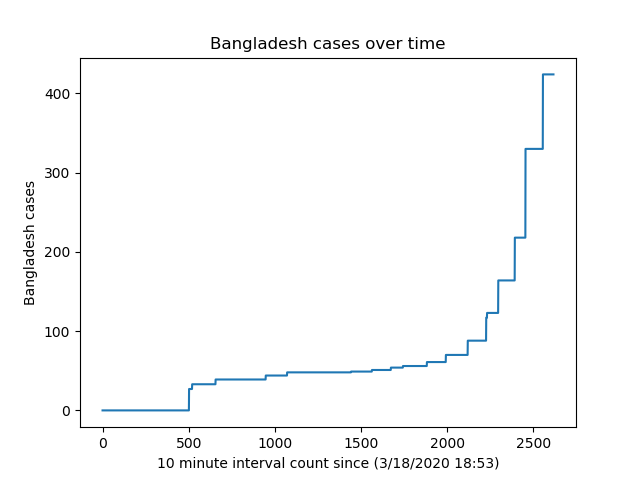 Bangladesh cases over time
Bangladesh cases
400
300
200
100
0
0 500 1000 1500 2000 2500
10 minute interval count since (3/18/2020 18:53)